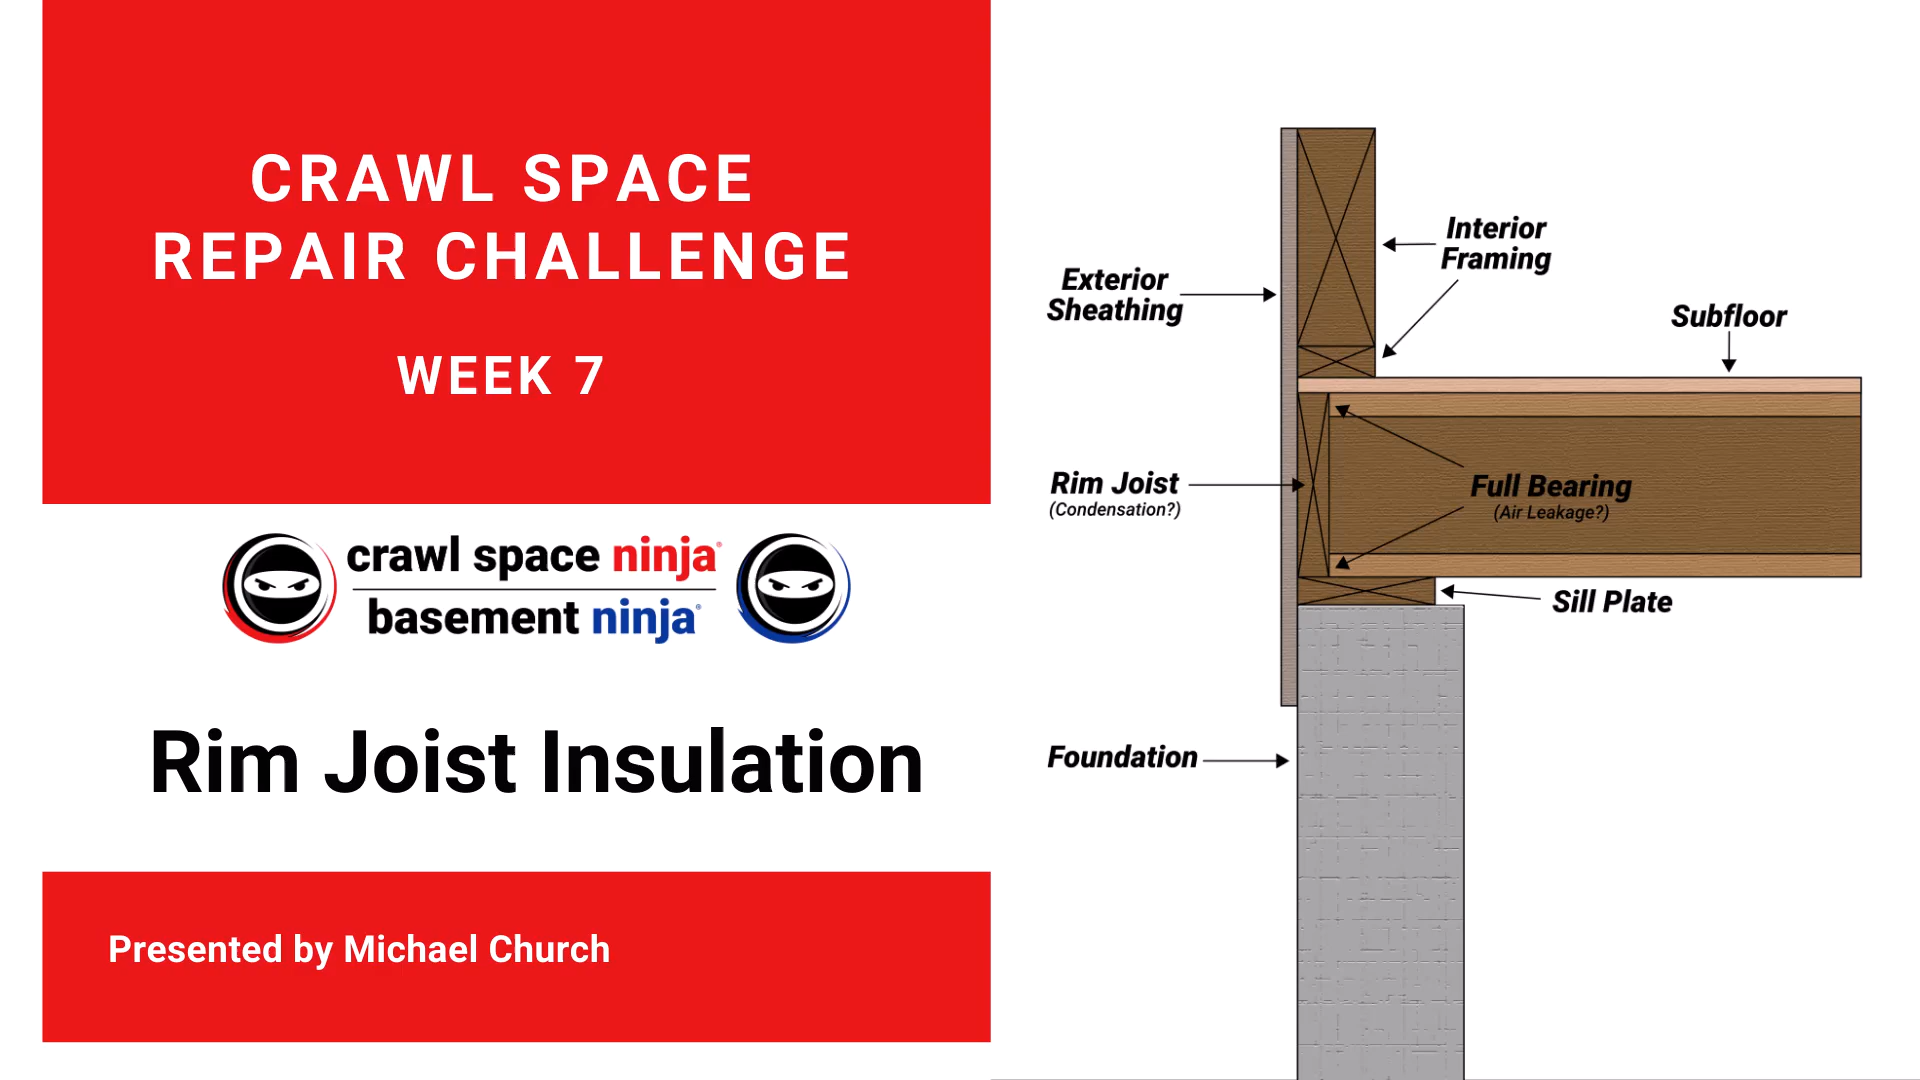 CRAWL SPACE
REPAIR CHALLENGE
WEEK 7
crawl space ninja®
basement ninja®
Rim Joist Insulation
Presented by Michael Church
Interior
Framing
Exterior
Sheathing
Subfloor
Rim Joist
(Condensation?)
Full Bearing
(Air Leakage?)
Sill Plate
Foundation